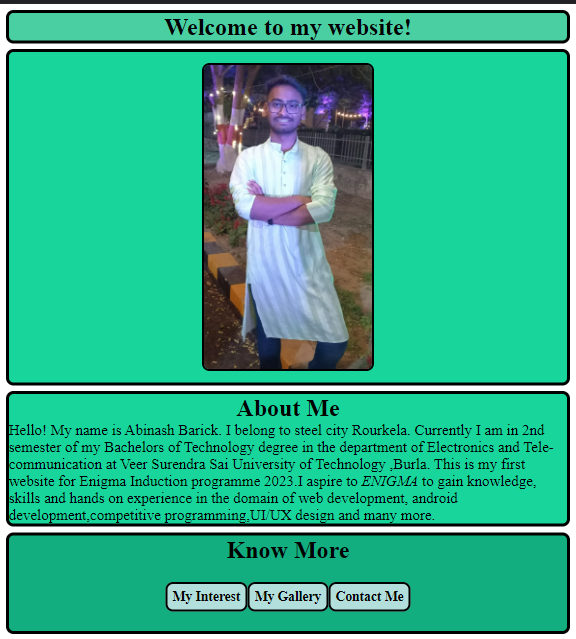 Welcome to my website!
About Me
Hello! My name is Abinash Barick. I belong to steel city Rourkela. Currently I am in 2nd
semester of my Bachelors of Technology degree in the department of Electronics and Tele-
communication at Veer Surendra Sai University of Technology ,Burla. This is my first
website for Enigma Induction programme 2023.I aspire to ENIGMA to gain knowledge,
skills and hands on experience in the domain of web development, android
development,competitive programming,UI/UX design and many more.
Know More
My Interest My Gallery Contact Me